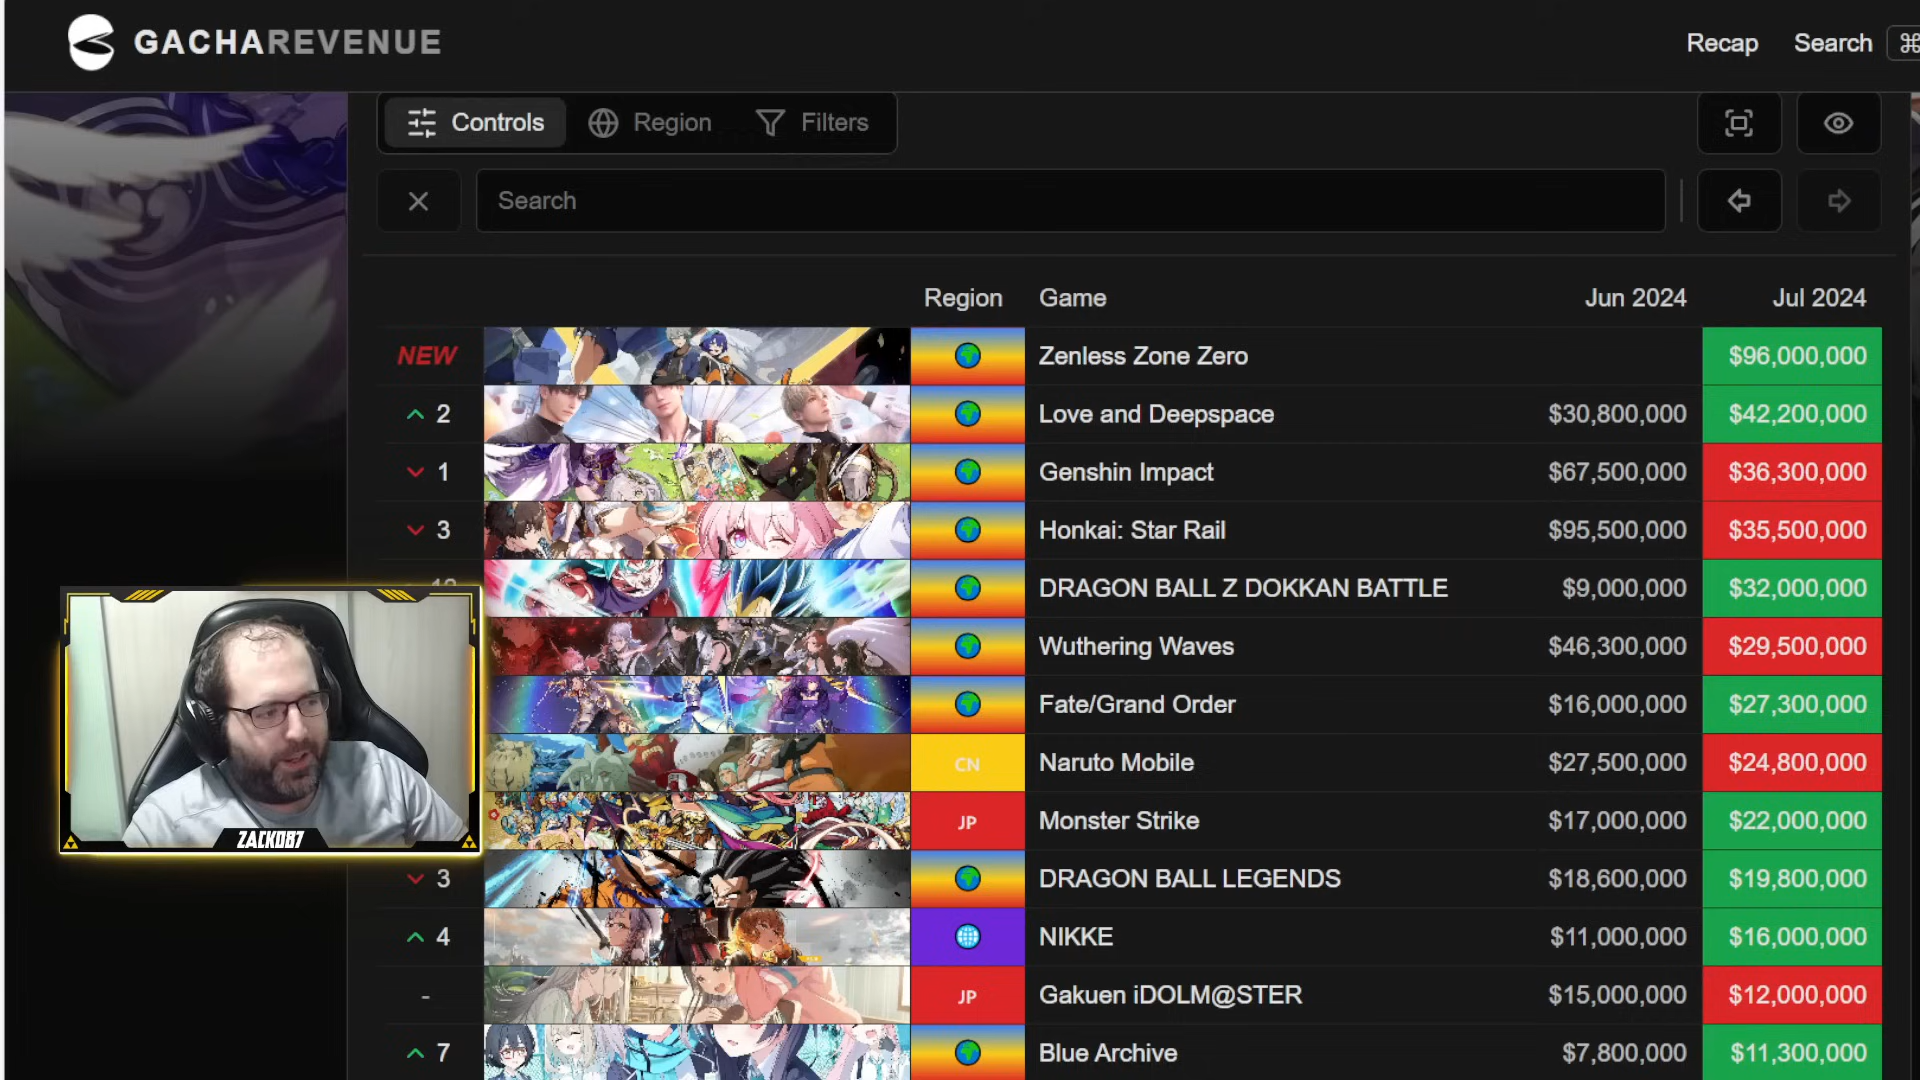 GACHAREVENUE
Recap Search ⌘
Controls Region Filters
Search
Region Game Jun 2024 Jul 2024
NEW Zenless Zone Zero $96,000,000
2 Love and Deepspace $30,800,000 $42,200,000
1 Genshin Impact $67,500,000 $36,300,000
3 Honkai: Star Rail $95,500,000 $35,500,000
DRAGON BALL Z DOKKAN BATTLE $9,000,000 $32,000,000
Wuthering Waves $46,300,000 $29,500,000
Fate/Grand Order $16,000,000 $27,300,000
CN Naruto Mobile $27,500,000 $24,800,000
JP Monster Strike $17,000,000 $22,000,000
ZACK087
3 DRAGON BALL LEGENDS $18,600,000 $19,800,000
4 NIKKE $11,000,000 $16,000,000
- JP Gakuen iDOLM@STER $15,000,000 $12,000,000
7 Blue Archive $7,800,000 $11,300,000